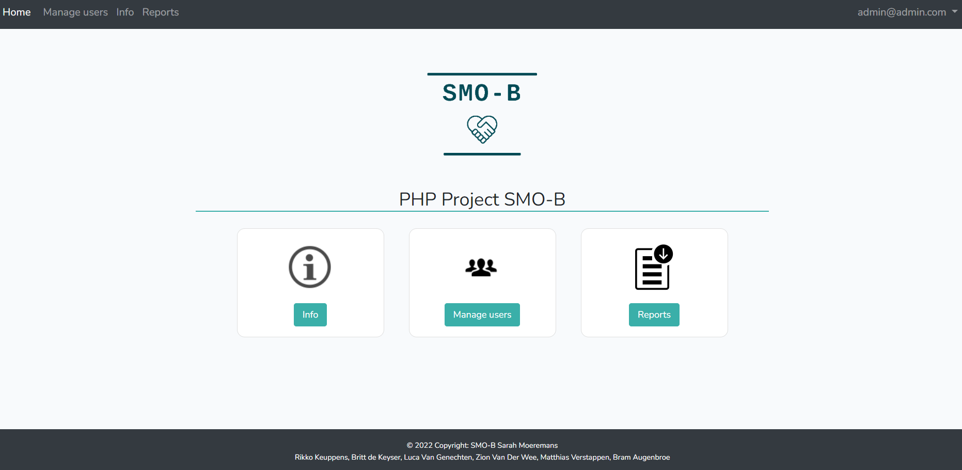 Home Manage users Info Reports admin@admin.com
SMO-B
PHP Project SMO-B
Info Manage users Reports
© 2022 Copyright: SMO-B Sarah Moeremans
Rikko Keuppens, Britt de Keyser, Luca Van Genechten, Zion Van Der Wee, Matthias Verstappen, Bram Augenbroe